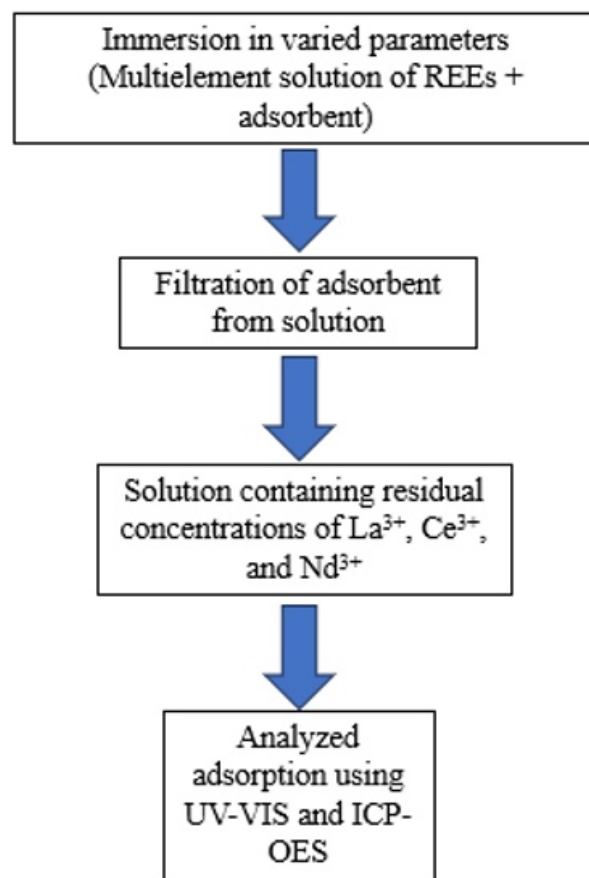 Immersion in varied parameters
(Multielement solution of REEs +
adsorbent)
Filtration of adsorbent
from solution
Solution containing residual
concentrations of La³⁺, Ce³⁺,
and Nd³⁺
Analyzed
adsorption using
UV-VIS and ICP-
OES